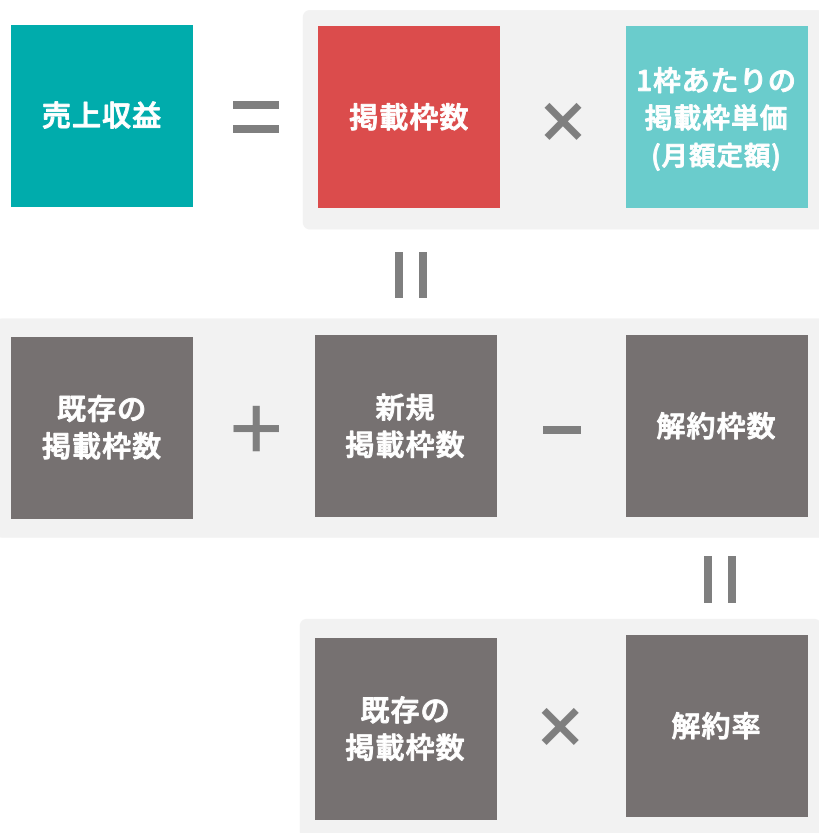 売上収益
=
掲載枠数
×
1枠あたりの
掲載枠単価
(月額定額)
=
既存の
掲載枠数
+
新規
掲載枠数
-
解約枠数
=
既存の
掲載枠数
×
解約率